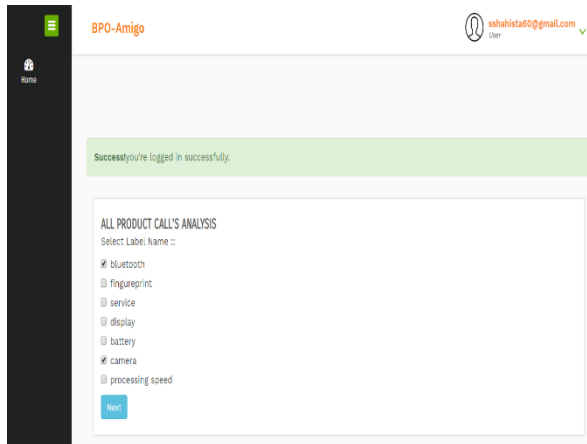 BPO-Amigo
sshahista60@gmail.com
User
Home
Success!you're logged in successfully.
ALL PRODUCT CALL'S ANALYSIS
Select Label Name ::
bluetooth
fingureprint
service
display
battery
camera
processing speed
Next